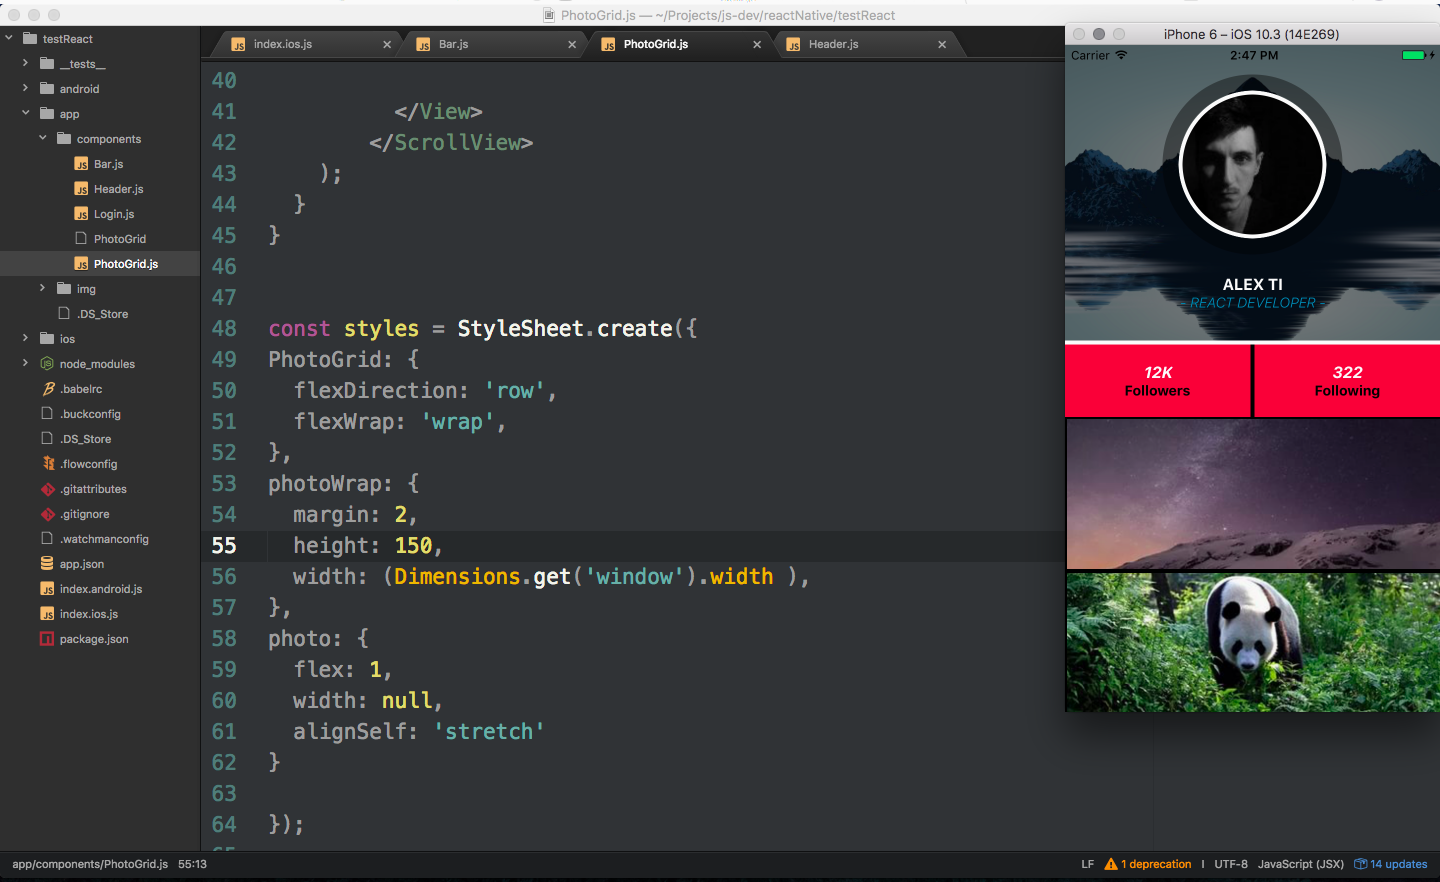 PhotoGrid.js — ~/Projects/js-dev/reactNative/testReact
testReact
__tests__
android
app
components
Bar.js
Header.js
Login.js
PhotoGrid
PhotoGrid.js
img
.DS_Store
ios
node_modules
.babelrc
.buckconfig
.DS_Store
.flowconfig
.gitattributes
.gitignore
.watchmanconfig
app.json
index.android.js
index.ios.js
package.json
index.ios.js
Bar.js
PhotoGrid.js
Header.js
40
41 </View>
42 </ScrollView>
43 );
44 }
45 }
46
47
48 const styles = StyleSheet.create({
49 PhotoGrid: {
50 flexDirection: 'row',
51 flexWrap: 'wrap',
52 },
53 photoWrap: {
54 margin: 2,
55 height: 150,
56 width: (Dimensions.get('window').width ),
57 },
58 photo: {
59 flex: 1,
60 width: null,
61 alignSelf: 'stretch'
62 }
63
64 });
iPhone 6 – iOS 10.3 (14E269)
Carrier 2:47 PM
ALEX TI
- REACT DEVELOPER -
12K
Followers
322
Following
app/components/PhotoGrid.js 55:13
LF 1 deprecation UTF-8 JavaScript (JSX) 14 updates